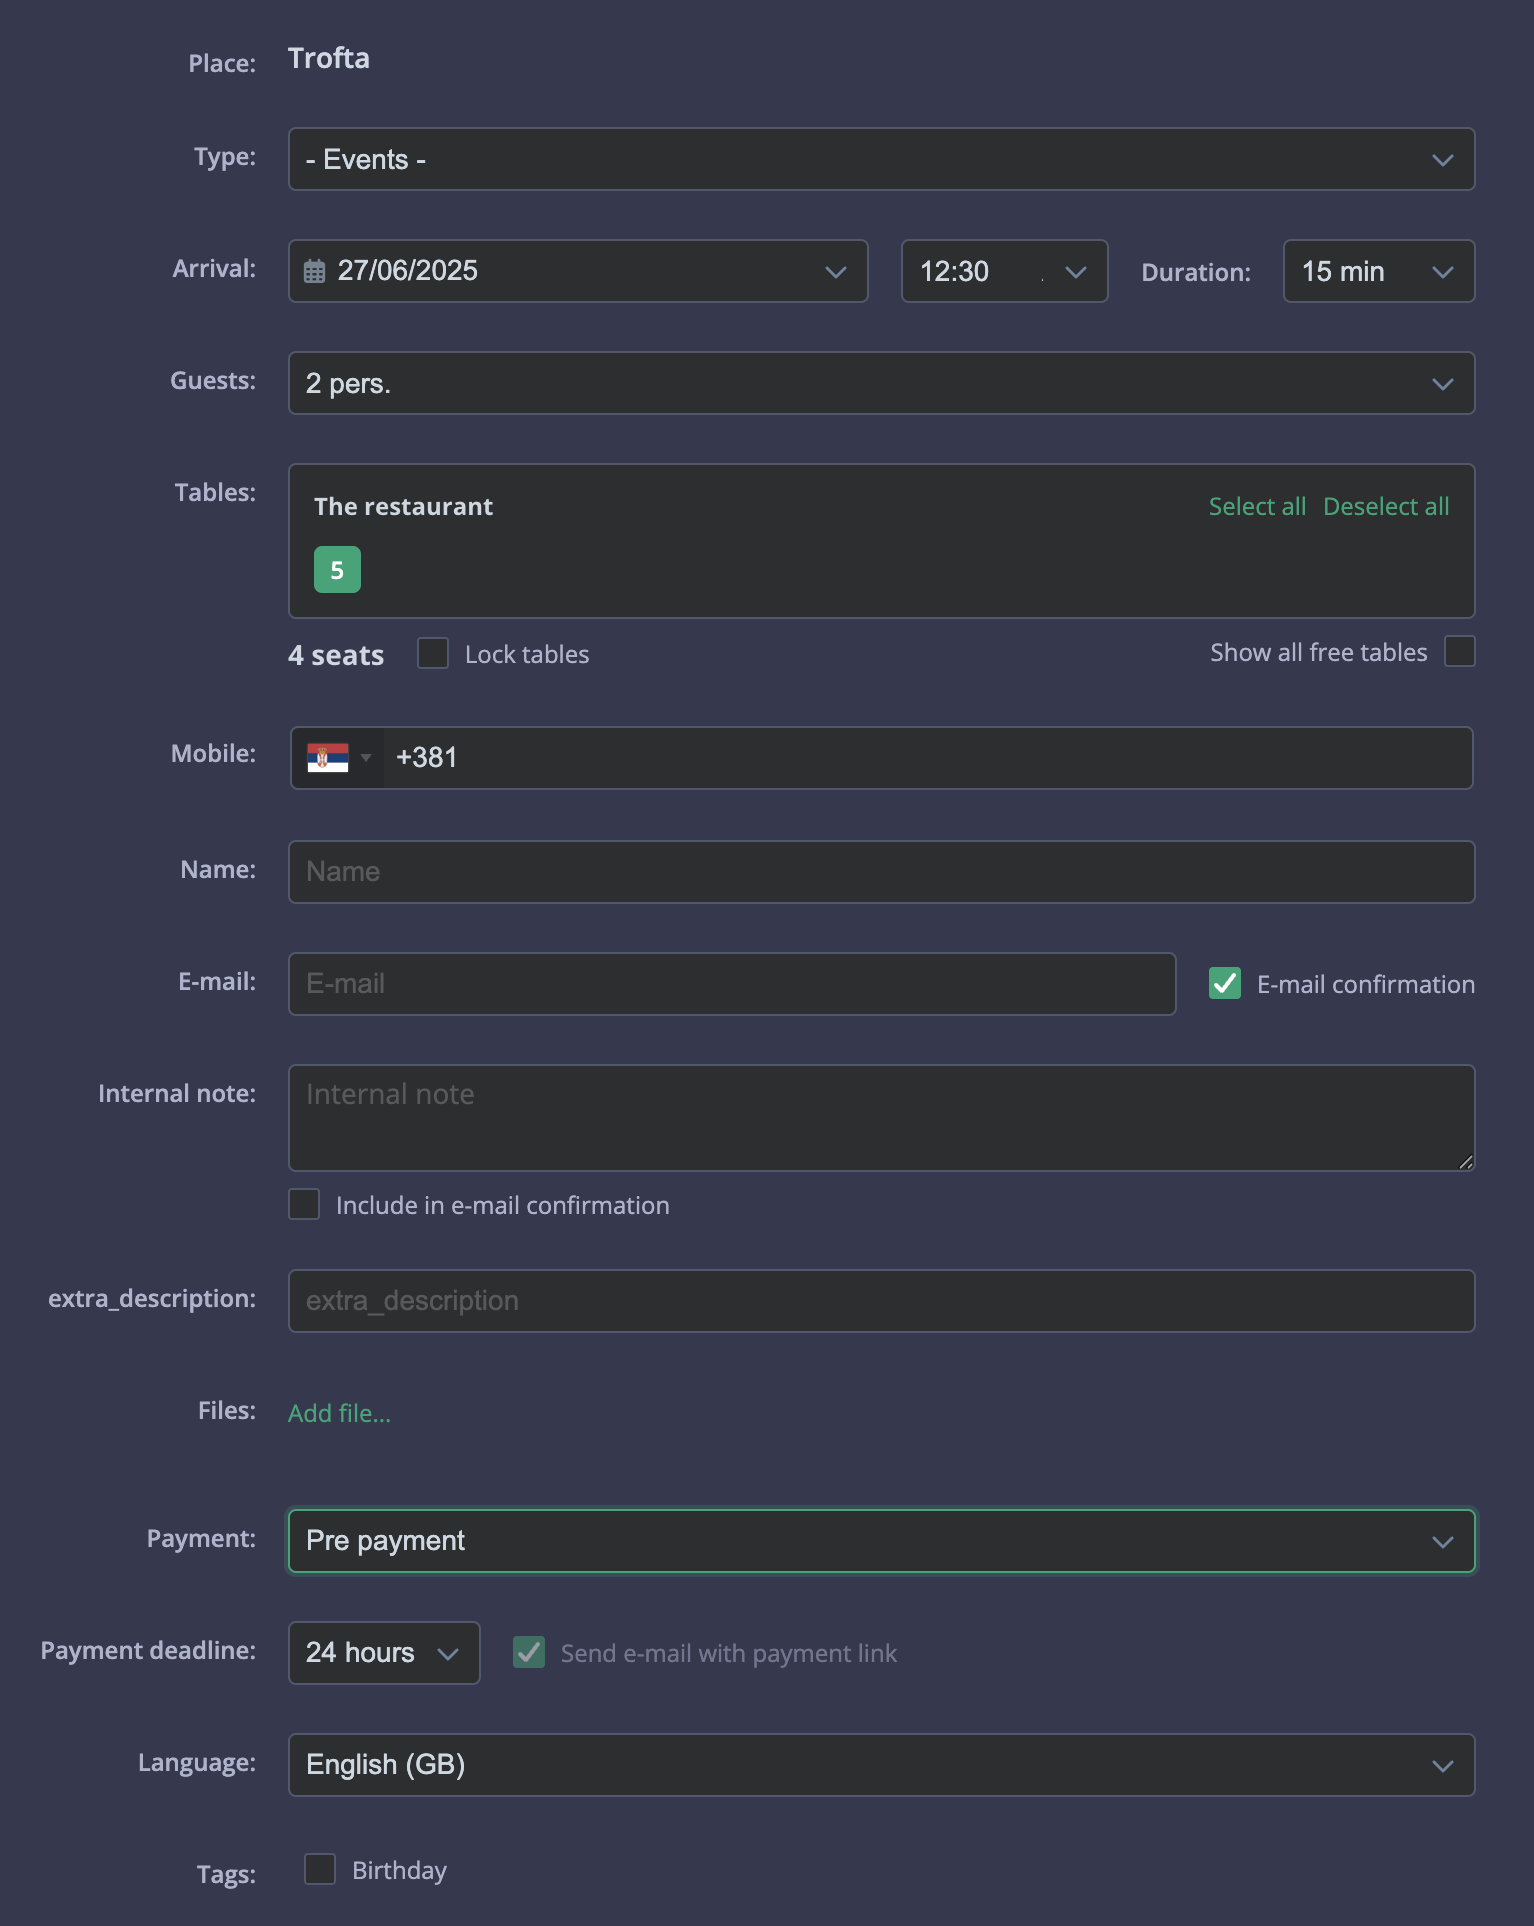 Place: Trofta
Type: - Events -
Arrival: 27/06/2025 12:30 Duration: 15 min
Guests: 2 pers.
Tables: The restaurant Select all Deselect all
5
4 seats Lock tables Show all free tables
Mobile: +381
Name: Name
E-mail: E-mail E-mail confirmation
Internal note: Internal note
Include in e-mail confirmation
extra_description: extra_description
Files: Add file...
Payment: Pre payment
Payment deadline: 24 hours Send e-mail with payment link
Language: English (GB)
Tags: Birthday